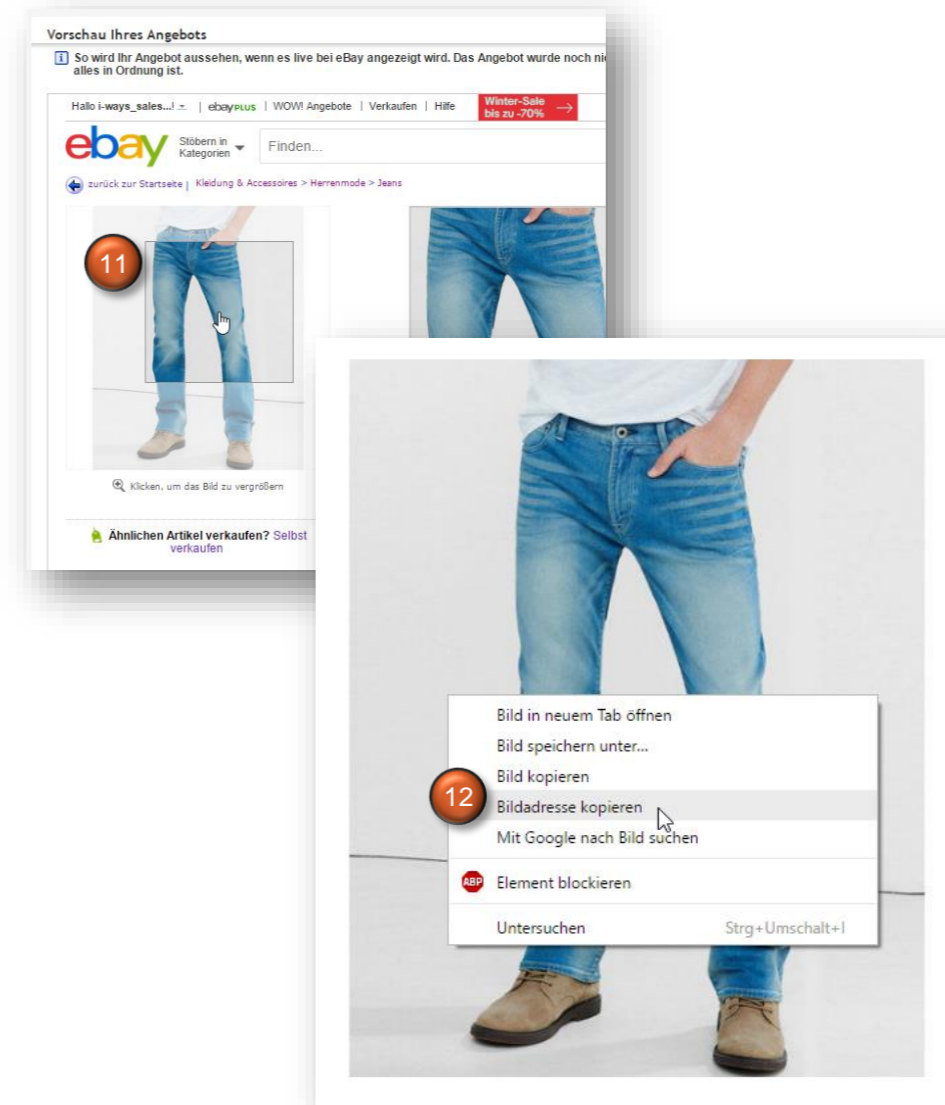 Vorschau Ihres Angebots
So wird Ihr Angebot aussehen, wenn es live bei eBay angezeigt wird. Das Angebot wurde noch
alles in Ordnung ist.
Hallo i-ways_sales...! | ebay PLUS | WOW! Angebote | Verkaufen | Hilfe
Winter-Sale
bis zu -70%
ebay
Stöbern in
Kategorien
Finden...
zurück zur Startseite | Kleidung & Accessoires > Herrenmode > Jeans
11
Klicken, um das Bild zu vergrößern
Ähnlichen Artikel verkaufen? Selbst
verkaufen
Bild in neuem Tab öffnen
Bild speichern unter...
Bild kopieren
12
Bildadresse kopieren
Mit Google nach Bild suchen
ABP
Element blockieren
Untersuchen Strg+Umschalt+I